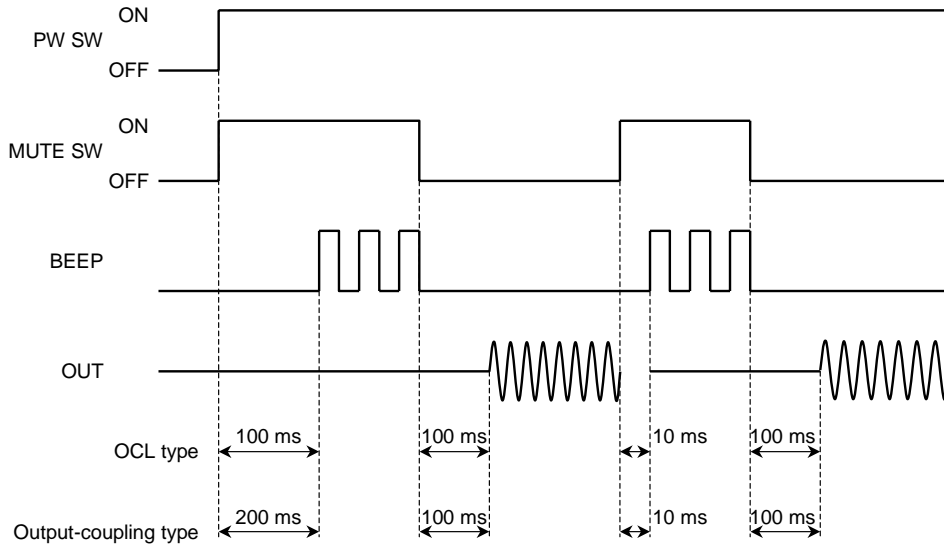 ON
PW SW
OFF
ON
MUTE SW
OFF
BEEP
OUT
OCL type 100 ms 100 ms 10 ms 100 ms
Output-coupling type 200 ms 100 ms 10 ms 100 ms